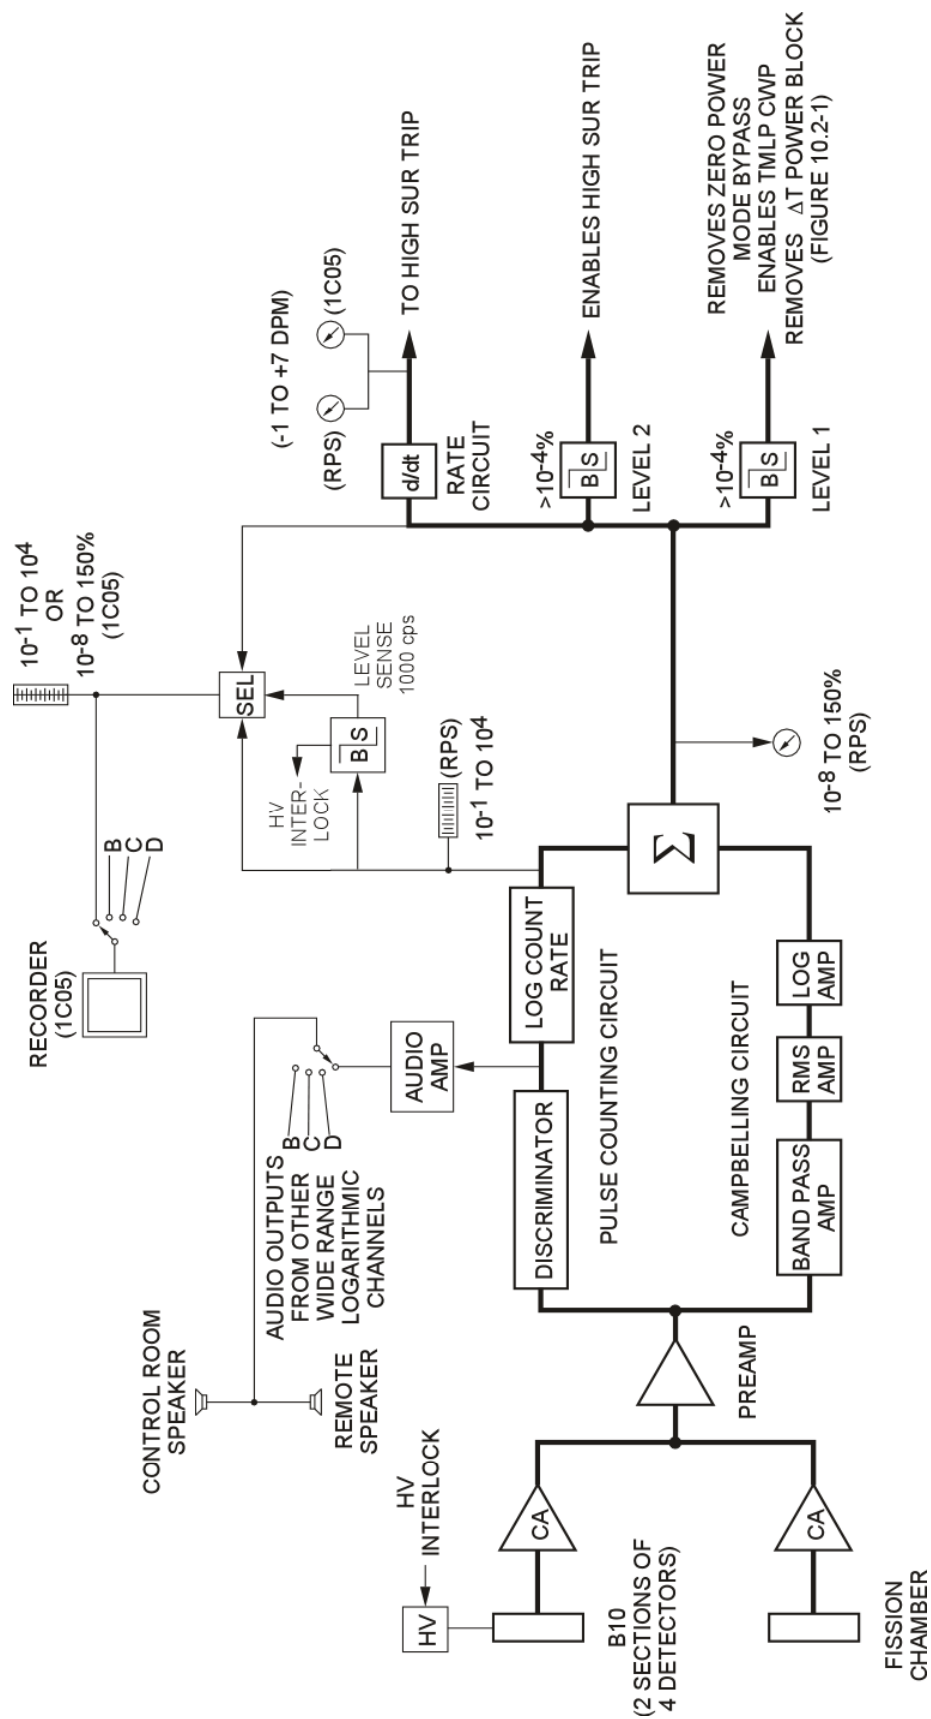 CONTROL ROOM
SPEAKER
REMOTE
SPEAKER
HV
INTERLOCK
HV
B10
(2 SECTIONS OF
4 DETECTORS)
CA
FISSION
CHAMBER
CA
PREAMP
AUDIO OUTPUTS
FROM OTHER
WIDE RANGE
LOGARITHMIC
CHANNELS
B
C
D
AUDIO
AMP
DISCRIMINATOR
LOG COUNT
RATE
PULSE COUNTING CIRCUIT
CAMPBELLING CIRCUIT
BAND PASS
AMP
RMS
AMP
LOG
AMP
RECORDER
(1C05)
B
C
D
10⁻¹ TO 10⁴
OR
10⁻⁸ TO 150%
(1C05)
SEL
HV
INTER-
LOCK
B S
LEVEL
SENSE
1000 cps
(RPS)
10⁻¹ TO 10⁴
Σ
10⁻⁸ TO 150%
(RPS)
(-1 TO +7 DPM)
(RPS)
(1C05)
d/dt
RATE
CIRCUIT
TO HIGH SUR TRIP
>10⁻⁴%
B S
LEVEL 2
ENABLES HIGH SUR TRIP
>10⁻⁴%
B S
LEVEL 1
REMOVES ZERO POWER
MODE BYPASS
ENABLES TMLP CWP
REMOVES ΔT POWER BLOCK
(FIGURE 10.2-1)